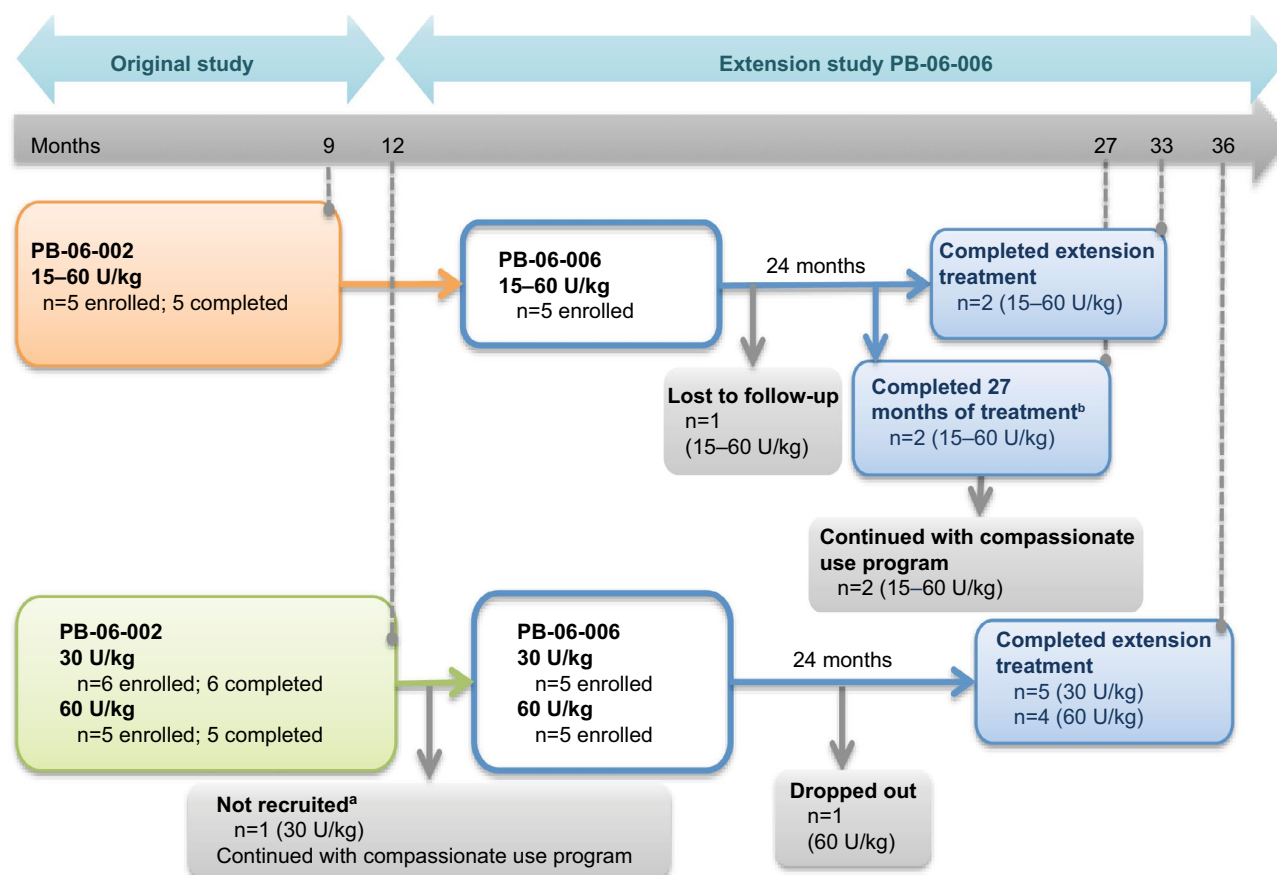 Original study
Extension study PB-06-006
Months
9
12
27
33
36
PB-06-002
15–60 U/kg
n=5 enrolled; 5 completed
PB-06-006
15–60 U/kg
n=5 enrolled
24 months
Completed extension
treatment
n=2 (15–60 U/kg)
Lost to follow-up
n=1
(15–60 U/kg)
Completed 27
months of treatmentᵇ
n=2 (15–60 U/kg)
Continued with compassionate
use program
n=2 (15–60 U/kg)
PB-06-002
30 U/kg
n=6 enrolled; 6 completed
60 U/kg
n=5 enrolled; 5 completed
PB-06-006
30 U/kg
n=5 enrolled
60 U/kg
n=5 enrolled
24 months
Completed extension
treatment
n=5 (30 U/kg)
n=4 (60 U/kg)
Not recruitedᵃ
n=1 (30 U/kg)
Continued with compassionate use program
Dropped out
n=1
(60 U/kg)